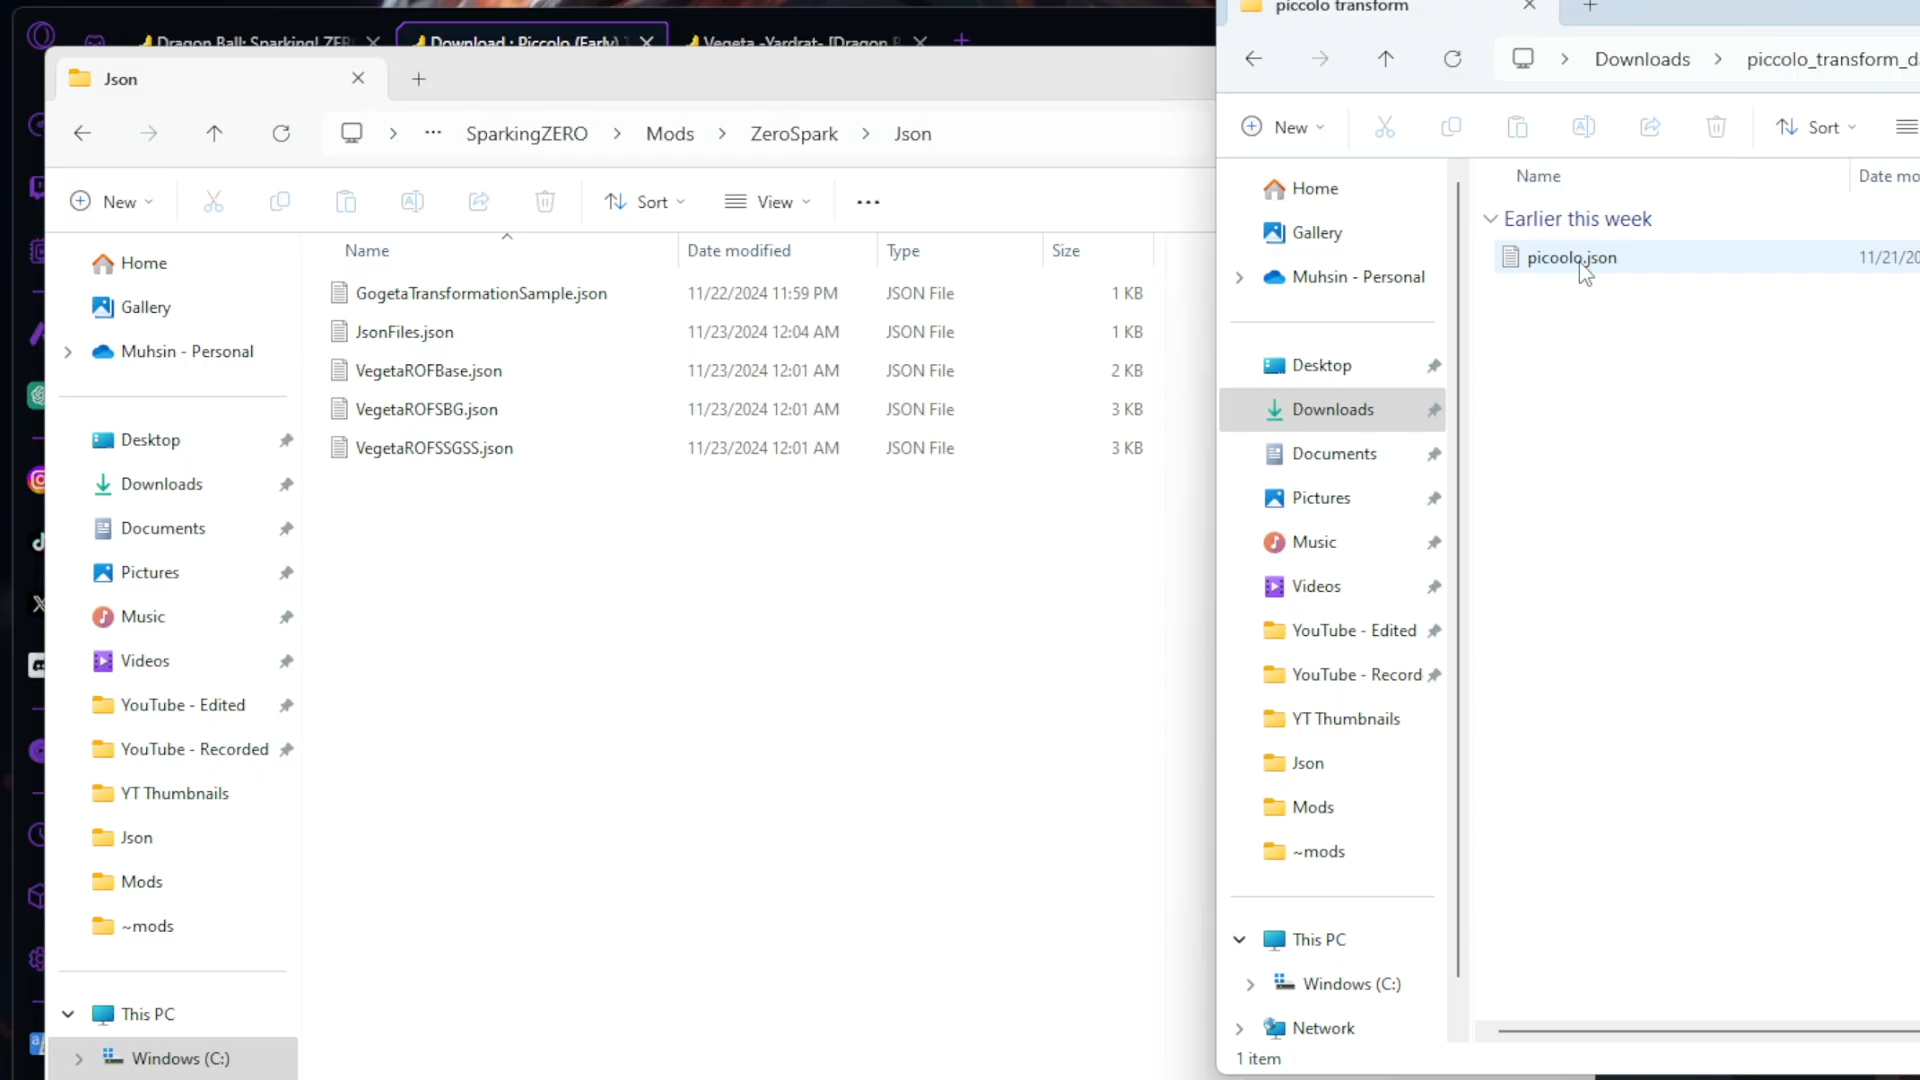 Dragon Ball: Sparking! ZER
Download : Piccolo (Early)
Vegeta -Yardrat- [Dragon B
Json
SparkingZERO > Mods > ZeroSpark > Json
New
Sort
View
Name
Date modified
Type
Size
Home
Gallery
Muhsin - Personal
Desktop
Downloads
Documents
Pictures
Music
Videos
YouTube - Edited
YouTube - Recorded
YT Thumbnails
Json
Mods
~mods
This PC
Windows (C:)
GogetaTransformationSample.json 11/22/2024 11:59 PM JSON File 1 KB
JsonFiles.json 11/23/2024 12:04 AM JSON File 1 KB
VegetaROFBase.json 11/23/2024 12:01 AM JSON File 2 KB
VegetaROFSBG.json 11/23/2024 12:01 AM JSON File 3 KB
VegetaROFSSGSS.json 11/23/2024 12:01 AM JSON File 3 KB
piccolo transform
Downloads > piccolo_transform_d
New
Sort
Name
Date mo
Home
Gallery
Muhsin - Personal
Desktop
Downloads
Documents
Pictures
Music
Videos
YouTube - Edited
YouTube - Record
YT Thumbnails
Json
Mods
~mods
This PC
Windows (C:)
Network
Earlier this week
picoolo.json 11/21/20
1 item